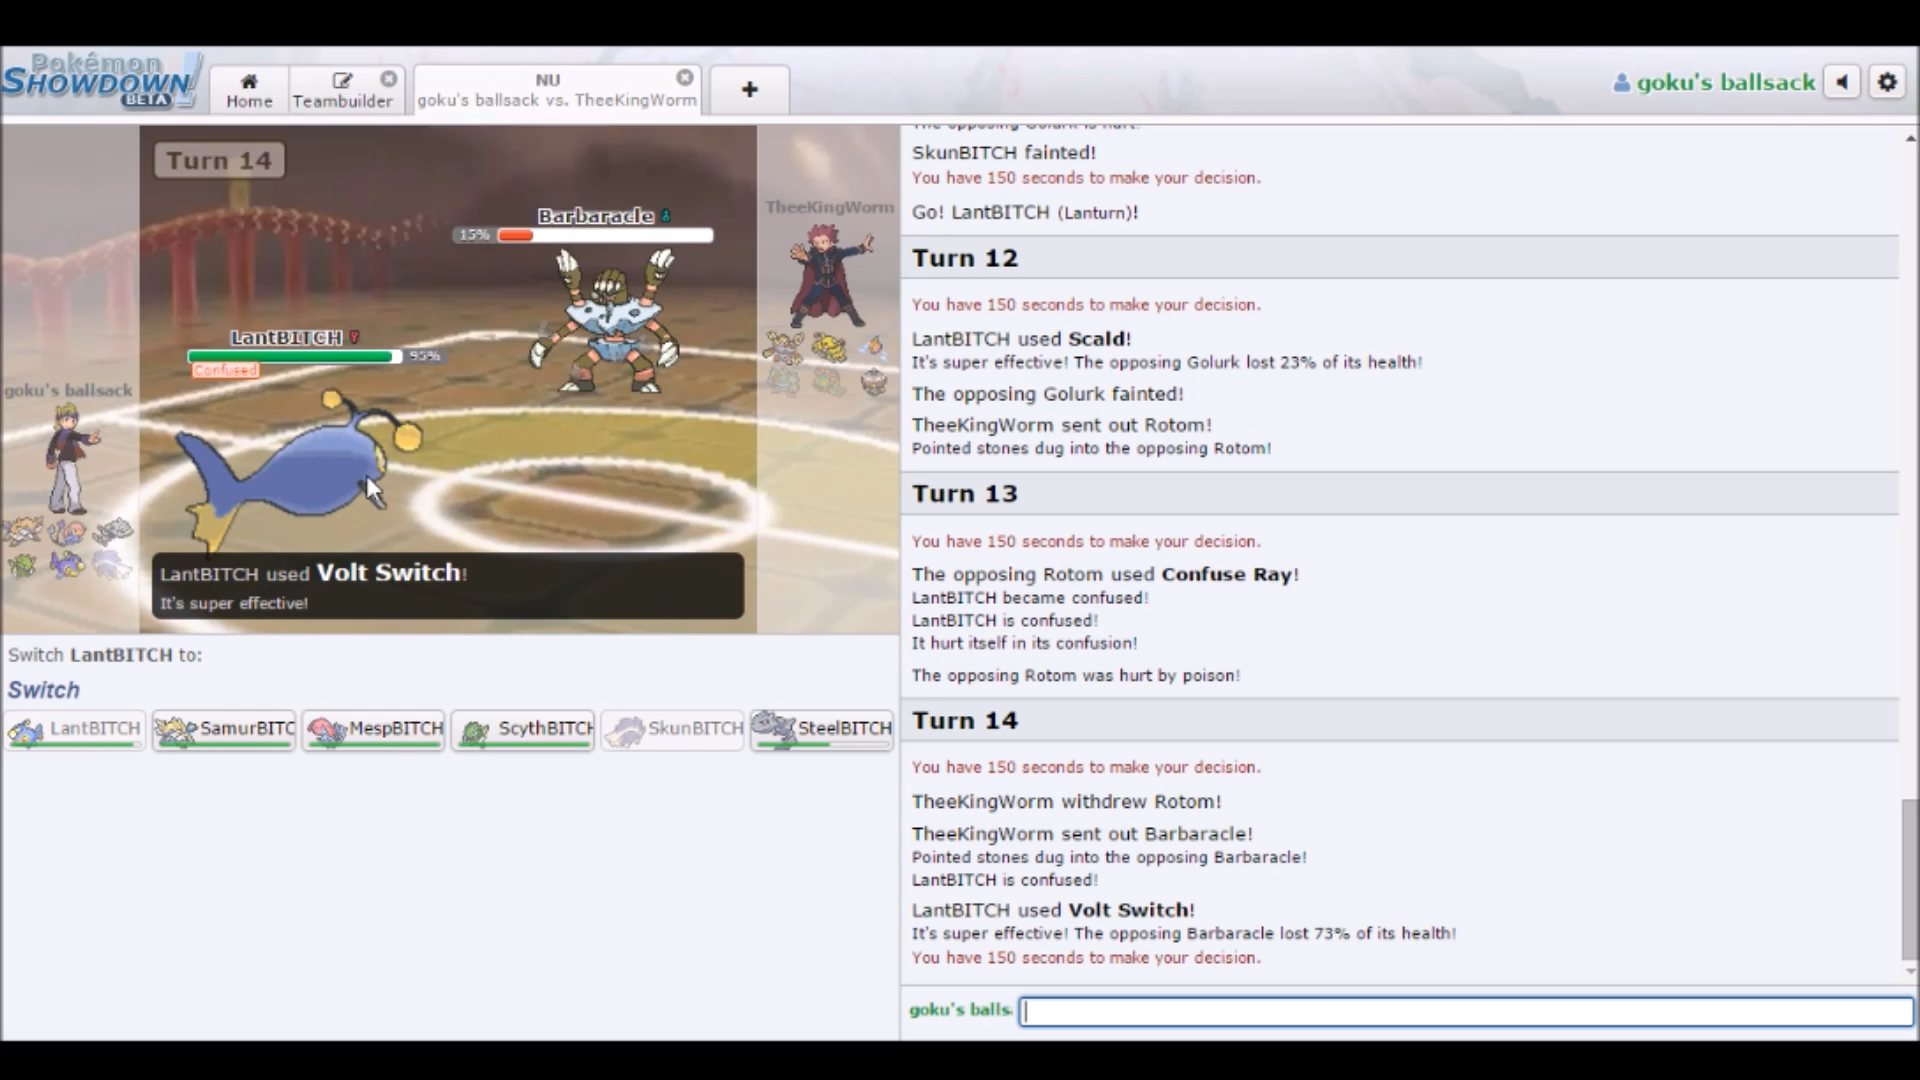 Pokémon
SHOWDOWN!
BETA
Home
Teambuilder
NU
goku's ballsack vs. TheeKingWorm
+
goku's ballsack
Turn 14
Barbaracle
15%
LantBITCH
95%
Confused
goku's ballsack
TheeKingWorm
LantBITCH used Volt Switch!
It's super effective!
Switch LantBITCH to:
Switch
LantBITCH
SamurBITC
MespBITCH
ScythBITCH
SkunBITCH
SteelBITCH
The opposing Golurk is hurt!
SkunBITCH fainted!
You have 150 seconds to make your decision.
Go! LantBITCH (Lanturn)!
Turn 12
You have 150 seconds to make your decision.
LantBITCH used Scald!
It's super effective! The opposing Golurk lost 23% of its health!
The opposing Golurk fainted!
TheeKingWorm sent out Rotom!
Pointed stones dug into the opposing Rotom!
Turn 13
You have 150 seconds to make your decision.
The opposing Rotom used Confuse Ray!
LantBITCH became confused!
LantBITCH is confused!
It hurt itself in its confusion!
The opposing Rotom was hurt by poison!
Turn 14
You have 150 seconds to make your decision.
TheeKingWorm withdrew Rotom!
TheeKingWorm sent out Barbaracle!
Pointed stones dug into the opposing Barbaracle!
LantBITCH is confused!
LantBITCH used Volt Switch!
It's super effective! The opposing Barbaracle lost 73% of its health!
You have 150 seconds to make your decision.
goku's balls